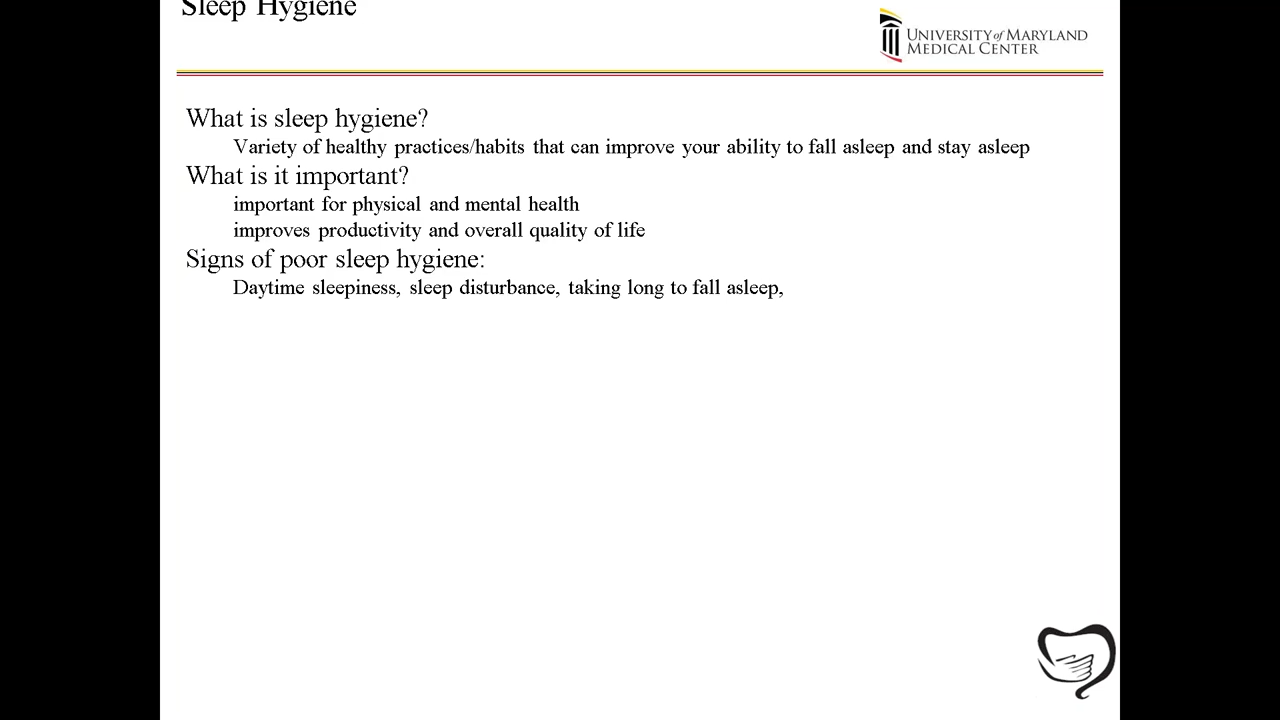 Sleep Hygiene
UNIVERSITY of MARYLAND
MEDICAL CENTER
What is sleep hygiene?
Variety of healthy practices/habits that can improve your ability to fall asleep and stay asleep
What is it important?
important for physical and mental health
improves productivity and overall quality of life
Signs of poor sleep hygiene:
Daytime sleepiness, sleep disturbance, taking long to fall asleep,